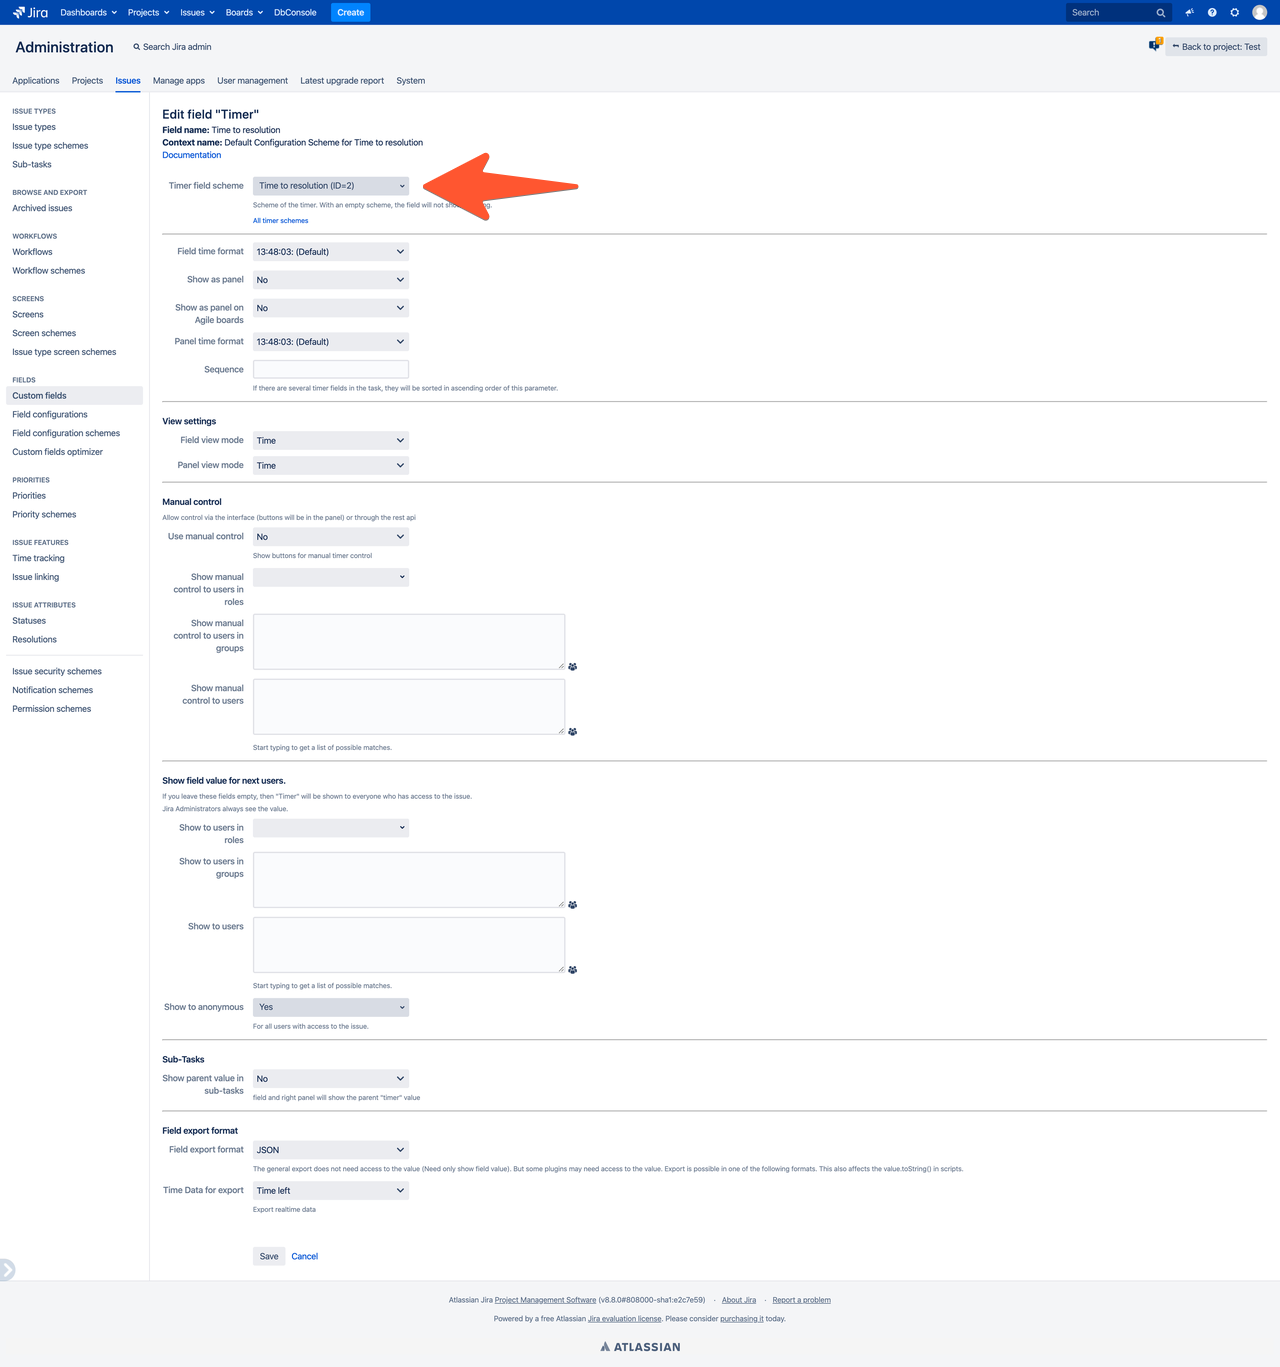 Jira Dashboards Projects Issues Boards DbConsole Create Search
Administration Search Jira admin 1 Back to project: Test
Applications Projects Issues Manage apps User management Latest upgrade report System
ISSUE TYPES
Issue types
Issue type schemes
Sub-tasks
BROWSE AND EXPORT
Archived issues
WORKFLOWS
Workflows
Workflow schemes
SCREENS
Screens
Screen schemes
Issue type screen schemes
FIELDS
Custom fields
Field configurations
Field configuration schemes
Custom fields optimizer
PRIORITIES
Priorities
Priority schemes
ISSUE FEATURES
Time tracking
Issue linking
ISSUE ATTRIBUTES
Statuses
Resolutions
Issue security schemes
Notification schemes
Permission schemes
Edit field "Timer"
Field name: Time to resolution
Context name: Default Configuration Scheme for Time to resolution
Documentation
Timer field scheme Time to resolution (ID=2)
Scheme of the timer. With an empty scheme, the field will not
All timer schemes
Field time format 13:48:03: (Default)
Show as panel No
Show as panel on
Agile boards
No
Panel time format 13:48:03: (Default)
Sequence
If there are several timer fields in the task, they will be sorted in ascending order of this parameter.
View settings
Field view mode Time
Panel view mode Time
Manual control
Allow control via the interface (buttons will be in the panel) or through the rest api
Use manual control No
Show buttons for manual timer control
Show manual
control to users in
roles
Show manual
control to users in
groups
Show manual
control to users
Start typing to get a list of possible matches.
Show field value for next users.
If you leave these fields empty, then "Timer" will be shown to everyone who has access to the issue.
Jira Administrators always see the value.
Show to users in
roles
Show to users in
groups
Show to users
Start typing to get a list of possible matches.
Show to anonymous Yes
For all users with access to the issue.
Sub-Tasks
Show parent value in
sub-tasks
No
field and right panel will show the parent "timer" value
Field export format
Field export format JSON
The general export does not need access to the value (Need only show field value). But some plugins may need access to the value. Export is possible in one of the following formats. This also affects the value.toString() in scripts.
Time Data for export Time left
Export realtime data
Save Cancel
Atlassian Jira Project Management Software (v8.8.0#808000-sha1:e2c7e59) · About Jira · Report a problem
Powered by a free Atlassian Jira evaluation license. Please consider purchasing it today.
ATLASSIAN